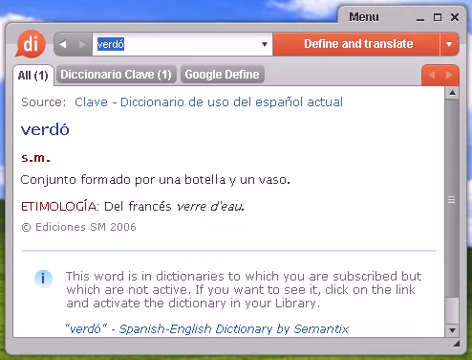 Menu
di
verdó
Define and translate
All (1)
Diccionario Clave (1)
Google Define
Source: Clave - Diccionario de uso del español actual
verdó
s.m.
Conjunto formado por una botella y un vaso.
ETIMOLOGÍA: Del francés verre d'eau.
© Ediciones SM 2006
i
This word is in dictionaries to which you are subscribed but
which are not active. If you want to see it, click on the link
and activate the dictionary in your Library.
"verdó" - Spanish-English Dictionary by Semantix